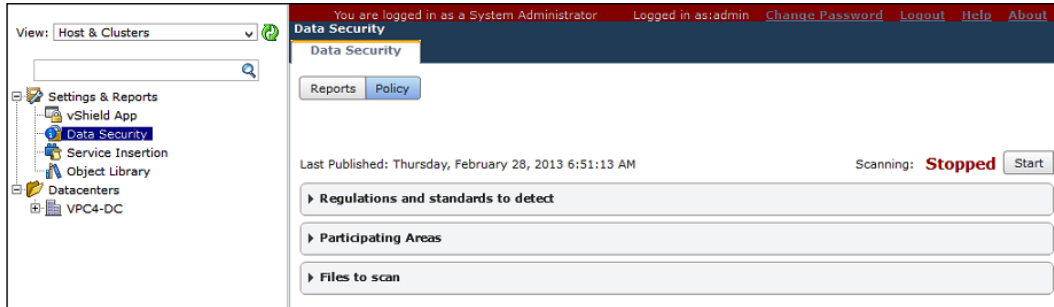 You are logged in as a System Administrator Logged in as:admin Change Password Logout Help About
View: Host & Clusters
Settings & Reports
vShield App
Data Security
Service Insertion
Object Library
Datacenters
VPC4-DC
Data Security
Data Security
Reports Policy
Last Published: Thursday, February 28, 2013 6:51:13 AM Scanning: Stopped Start
Regulations and standards to detect
Participating Areas
Files to scan